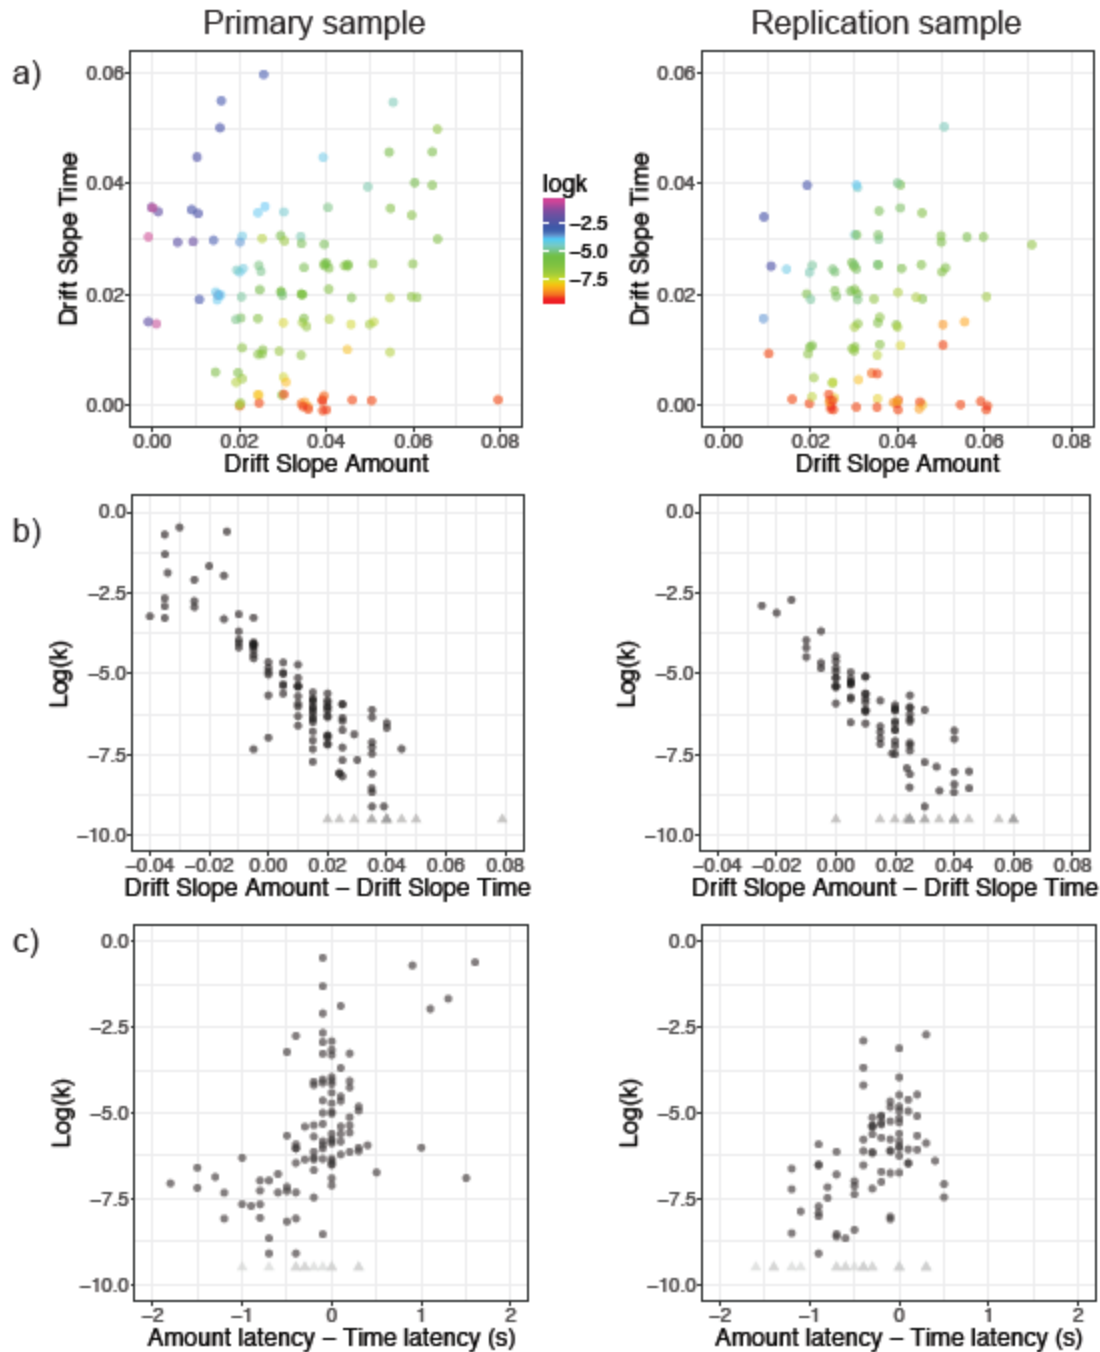 Primary sample
Replication sample
a)
0.06
0.04
0.02
0.00
Drift Slope Time
0.00 0.02 0.04 0.06 0.08
Drift Slope Amount
logk
−2.5
−5.0
−7.5
0.06
0.04
0.02
0.00
Drift Slope Time
0.00 0.02 0.04 0.06 0.08
Drift Slope Amount
b)
0.0
−2.5
−5.0
−7.5
−10.0
Log(k)
−0.04 −0.02 0.00 0.02 0.04 0.06 0.08
Drift Slope Amount − Drift Slope Time
0.0
−2.5
−5.0
−7.5
−10.0
Log(k)
−0.04 −0.02 0.00 0.02 0.04 0.06 0.08
Drift Slope Amount − Drift Slope Time
c)
0.0
−2.5
−5.0
−7.5
−10.0
Log(k)
−2 −1 0 1 2
Amount latency − Time latency (s)
0.0
−2.5
−5.0
−7.5
−10.0
Log(k)
−2 −1 0 1 2
Amount latency − Time latency (s)